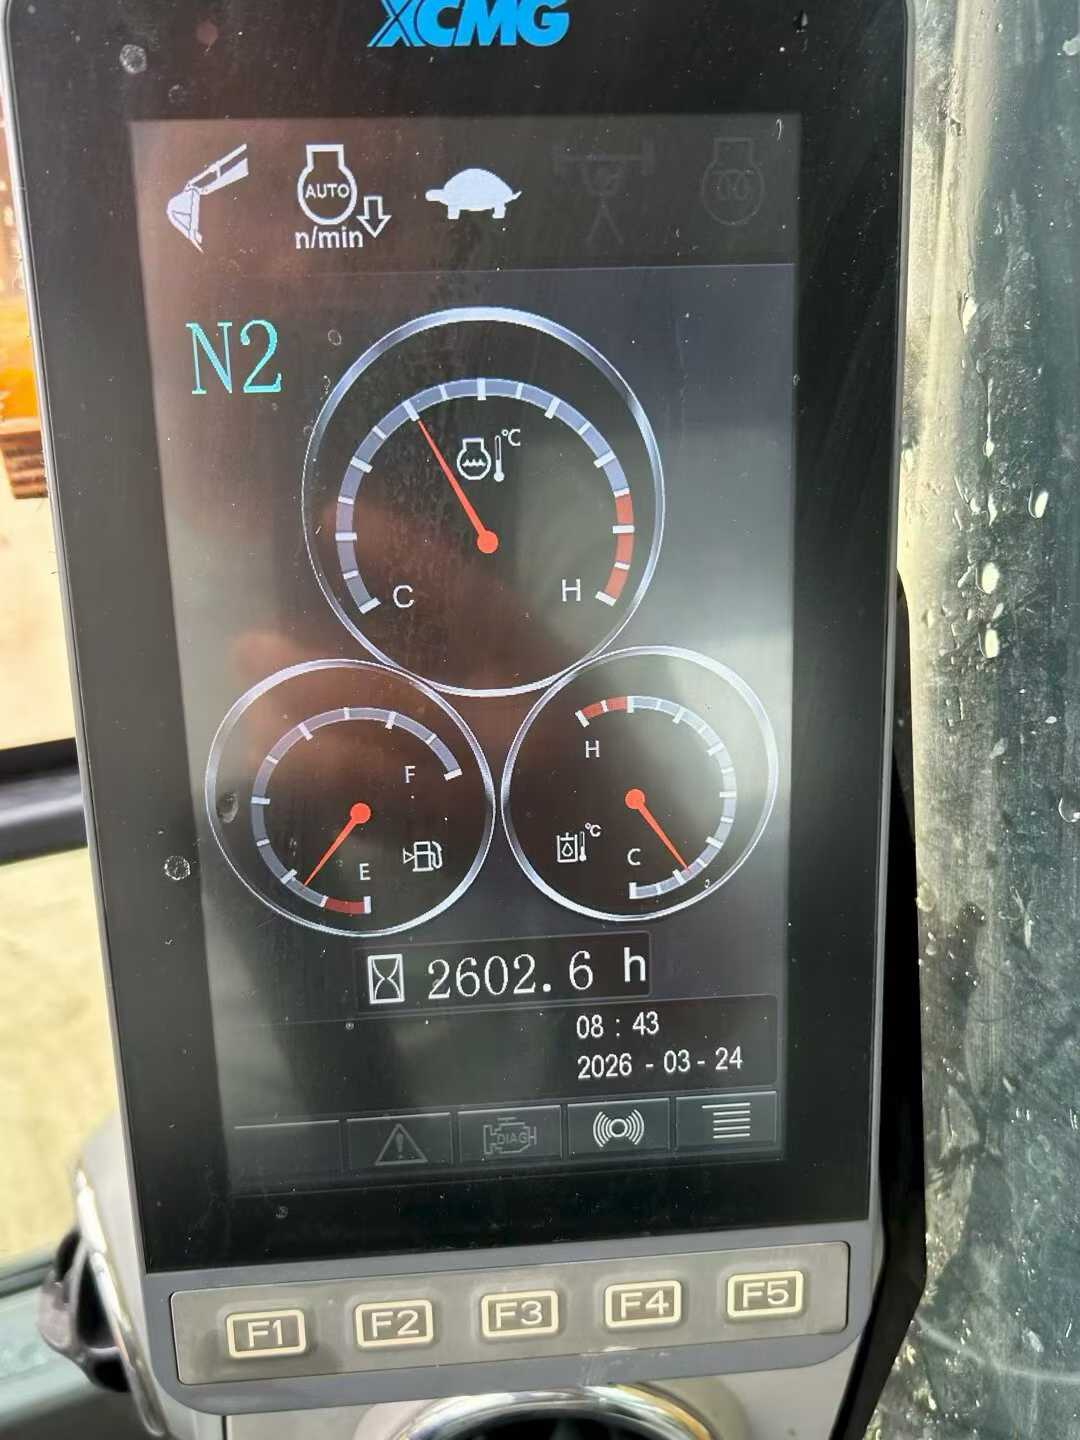 XCMG
AUTO
n/min
N2
°C
C H
F
E
H
°C
C
2602.6 h
08 : 43
2026 - 03 - 24
DIAG
F1 F2 F3 F4 F5